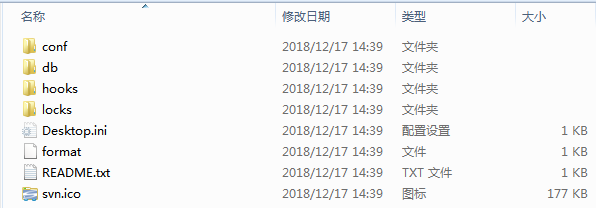 名称 修改日期 类型 大小
conf 2018/12/17 14:39 文件夹
db 2018/12/17 14:39 文件夹
hooks 2018/12/17 14:39 文件夹
locks 2018/12/17 14:39 文件夹
Desktop.ini 2018/12/17 14:39 配置设置 1 KB
format 2018/12/17 14:39 文件 1 KB
README.txt 2018/12/17 14:39 TXT 文件 1 KB
svn.ico 2018/12/17 14:39 图标 177 KB